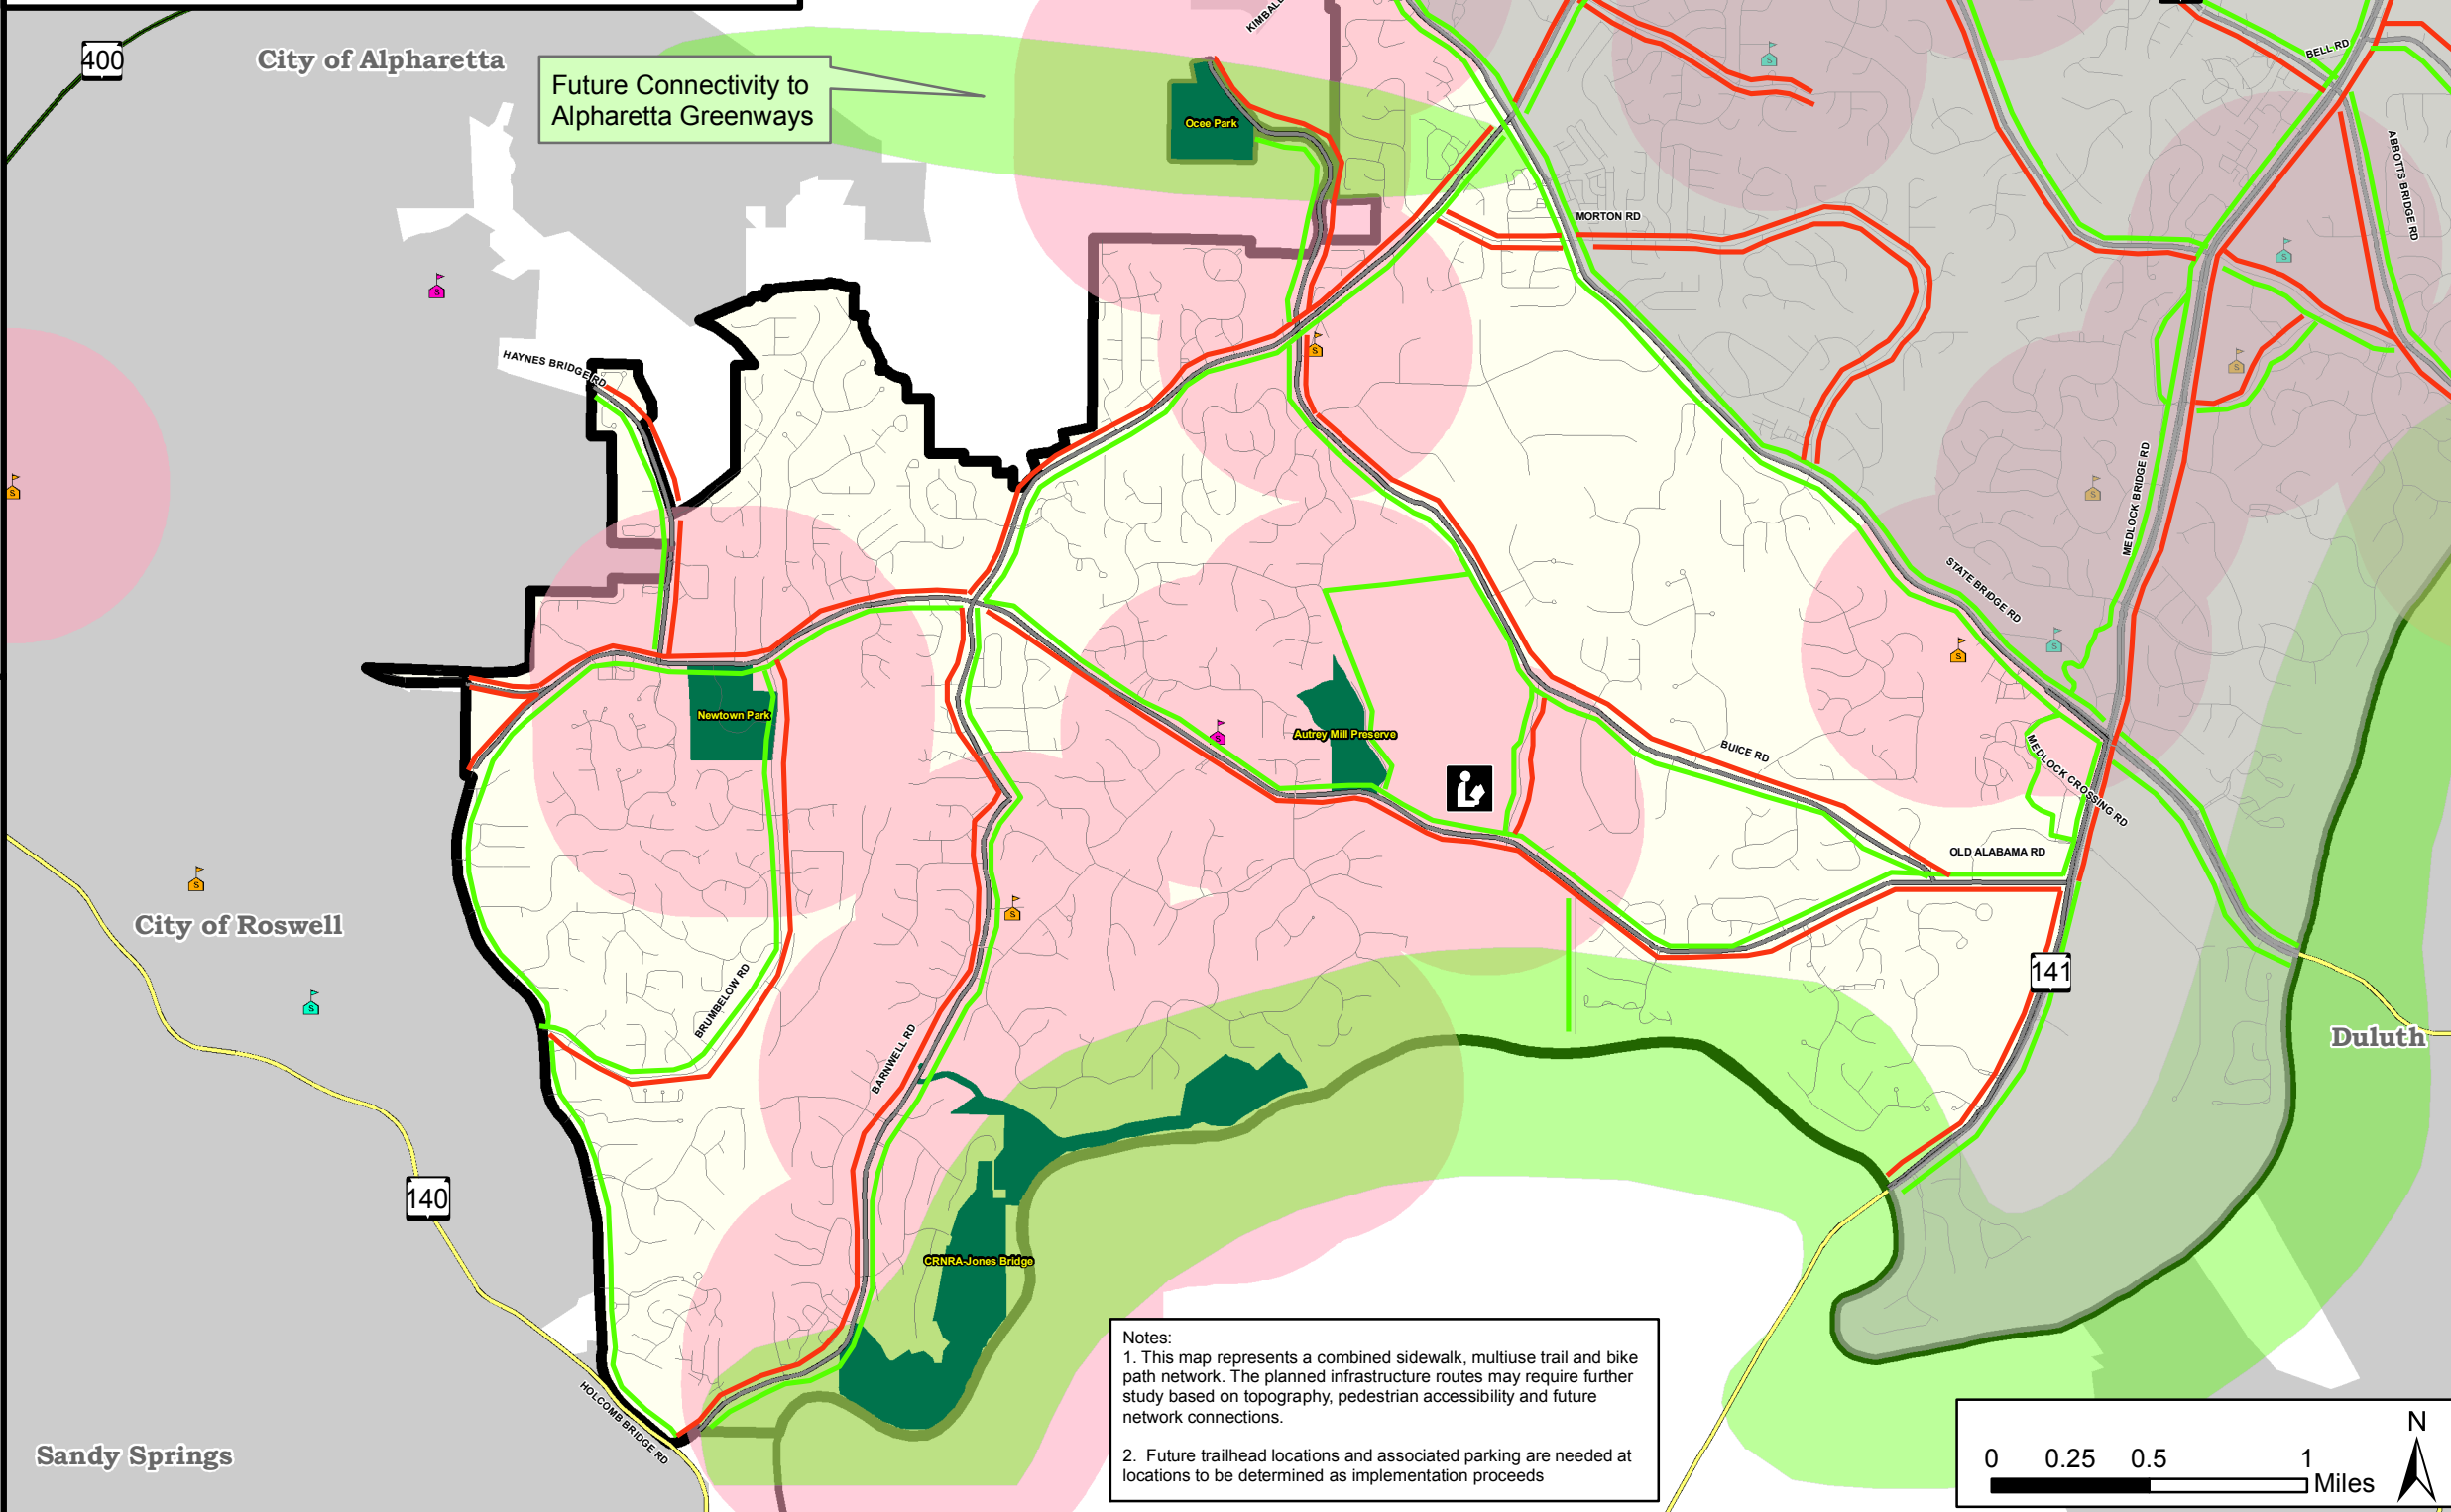 400
City of Alpharetta
Future Connectivity to
Alpharetta Greenways
Ocee Park
BELL RD
ABBOTTS BRIDGE RD
MORTON RD
HAYNES BRIDGE RD
MEDLOCK BRIDGE RD
STATE BRIDGE RD
Newtown Park
Autrey Mill Preserve
BUICE RD
MEDLOCK CROSSING RD
OLD ALABAMA RD
City of Roswell
141
BRUMBELOW RD
BARNWELL RD
Duluth
140
CRNRA-Jones Bridge
HOLCOMB BRIDGE RD
Sandy Springs
Notes:
1. This map represents a combined sidewalk, multiuse trail and bike
path network. The planned infrastructure routes may require further
study based on topography, pedestrian accessibility and future
network connections.
2. Future trailhead locations and associated parking are needed at
locations to be determined as implementation proceeds
N
0 0.25 0.5 1
Miles